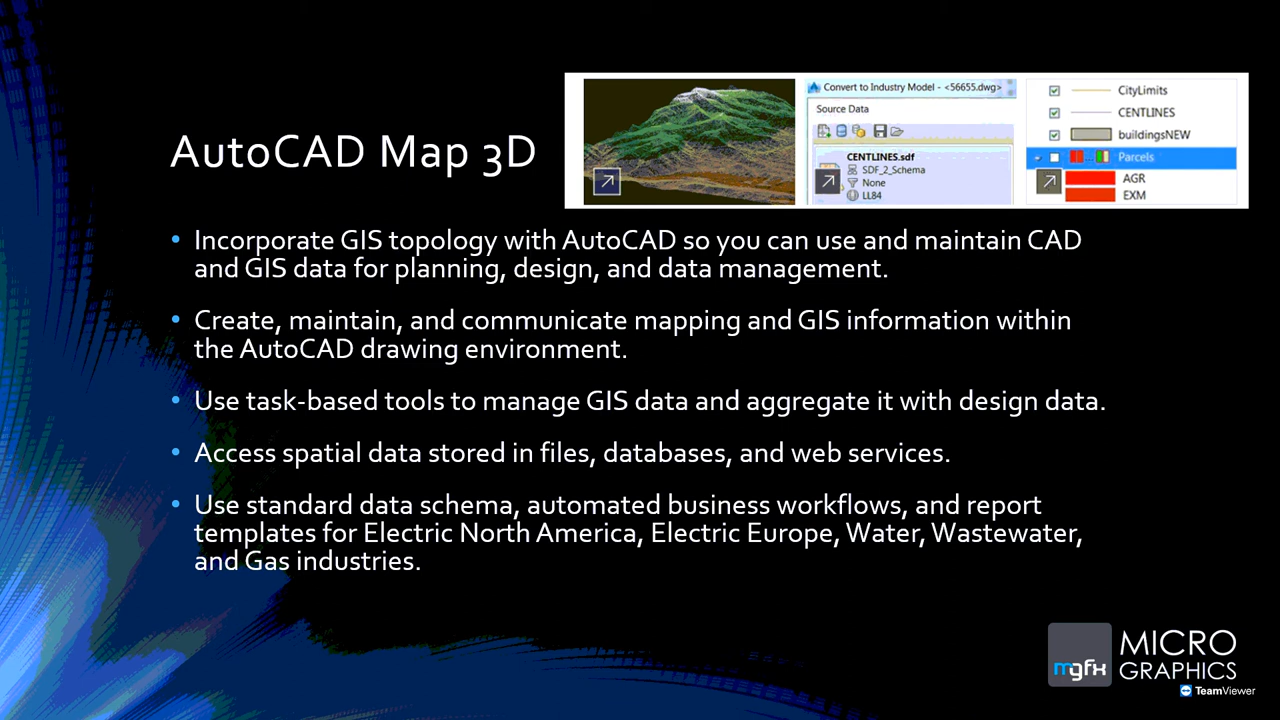 AutoCAD Map 3D
Convert to Industry Model - <56655.dwg>
Source Data
CENTLINES.sdf
SDF_2_Schema
None
LL84
CityLimits
CENTLINES
buildingsNEW
Parcels
AGR
EXM
• Incorporate GIS topology with AutoCAD so you can use and maintain CAD
and GIS data for planning, design, and data management.
• Create, maintain, and communicate mapping and GIS information within
the AutoCAD drawing environment.
• Use task-based tools to manage GIS data and aggregate it with design data.
• Access spatial data stored in files, databases, and web services.
• Use standard data schema, automated business workflows, and report
templates for Electric North America, Electric Europe, Water, Wastewater,
and Gas industries.
mgfx
MICRO
GRAPHICS
TeamViewer